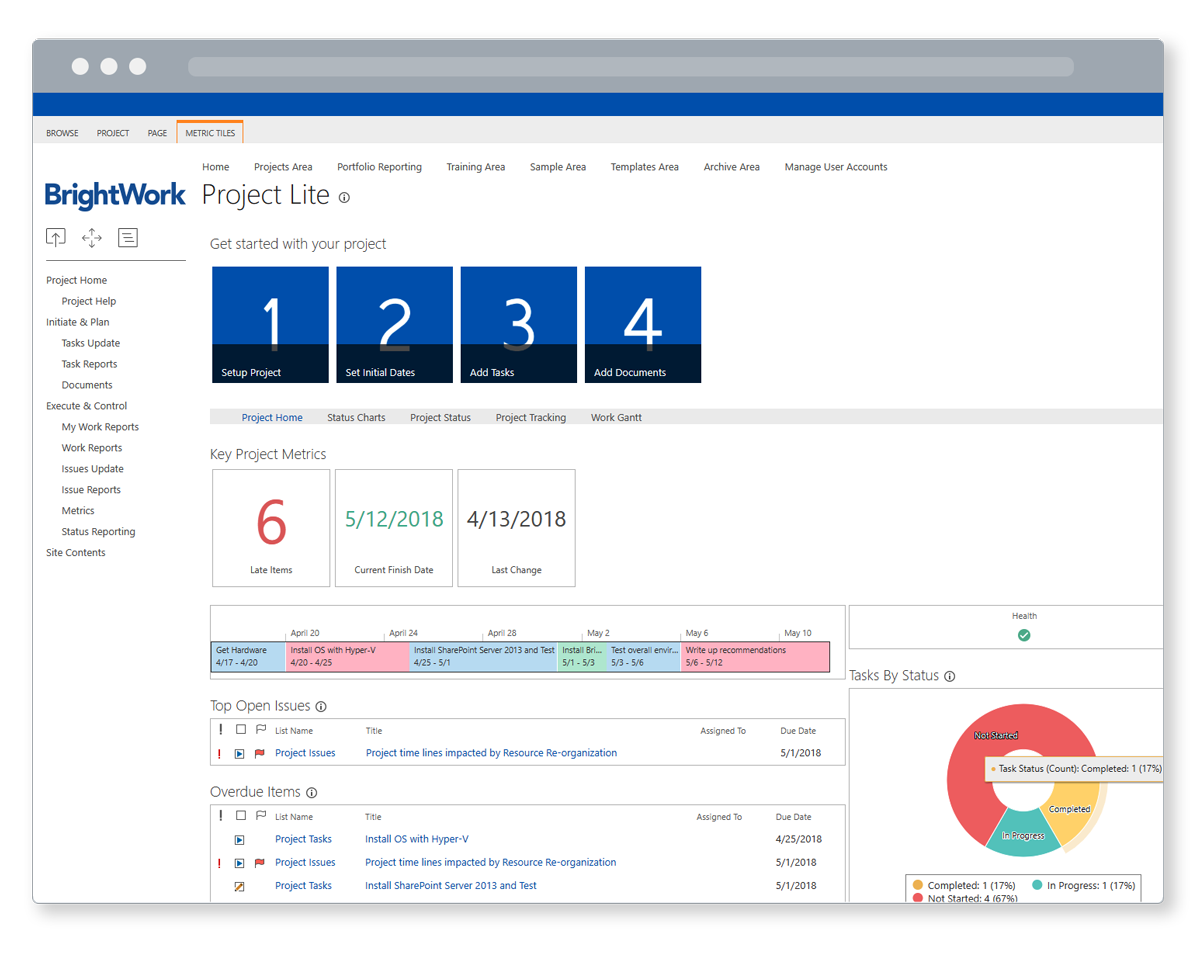 BROWSE PROJECT PAGE METRIC TILES
Home Projects Area Portfolio Reporting Training Area Sample Area Templates Area Archive Area Manage User Accounts
BrightWork Project Lite
Get started with your project
1 2 3 4
Setup Project Set Initial Dates Add Tasks Add Documents
Project Home
Project Help
Initiate & Plan
Tasks Update
Task Reports
Documents
Execute & Control
My Work Reports
Work Reports
Issues Update
Issue Reports
Metrics
Status Reporting
Site Contents
Project Home Status Charts Project Status Project Tracking Work Gantt
Key Project Metrics
6 5/12/2018 4/13/2018
Late Items Current Finish Date Last Change
April 20 April 24 April 28 May 2 May 6 May 10
Get Hardware Install OS with Hyper-V Install SharePoint Server 2013 and Test Install Bri... Test overall envir... Write up recommendations
4/17 - 4/20 4/20 - 4/25 4/25 - 5/1 5/1 - 5/3 5/3 - 5/6 5/6 - 5/12
Health
Top Open Issues
! List Name Title Assigned To Due Date
! Project Issues Project time lines impacted by Resource Re-organization 5/1/2018
Overdue Items
! List Name Title Assigned To Due Date
Project Tasks Install OS with Hyper-V 4/25/2018
! Project Issues Project time lines impacted by Resource Re-organization 5/1/2018
Project Tasks Install SharePoint Server 2013 and Test 5/1/2018
Tasks By Status
Not Started
Task Status (Count): Completed: 1 (17%)
Completed
In Progress
Completed: 1 (17%) In Progress: 1 (17%)
Not Started: 4 (67%)